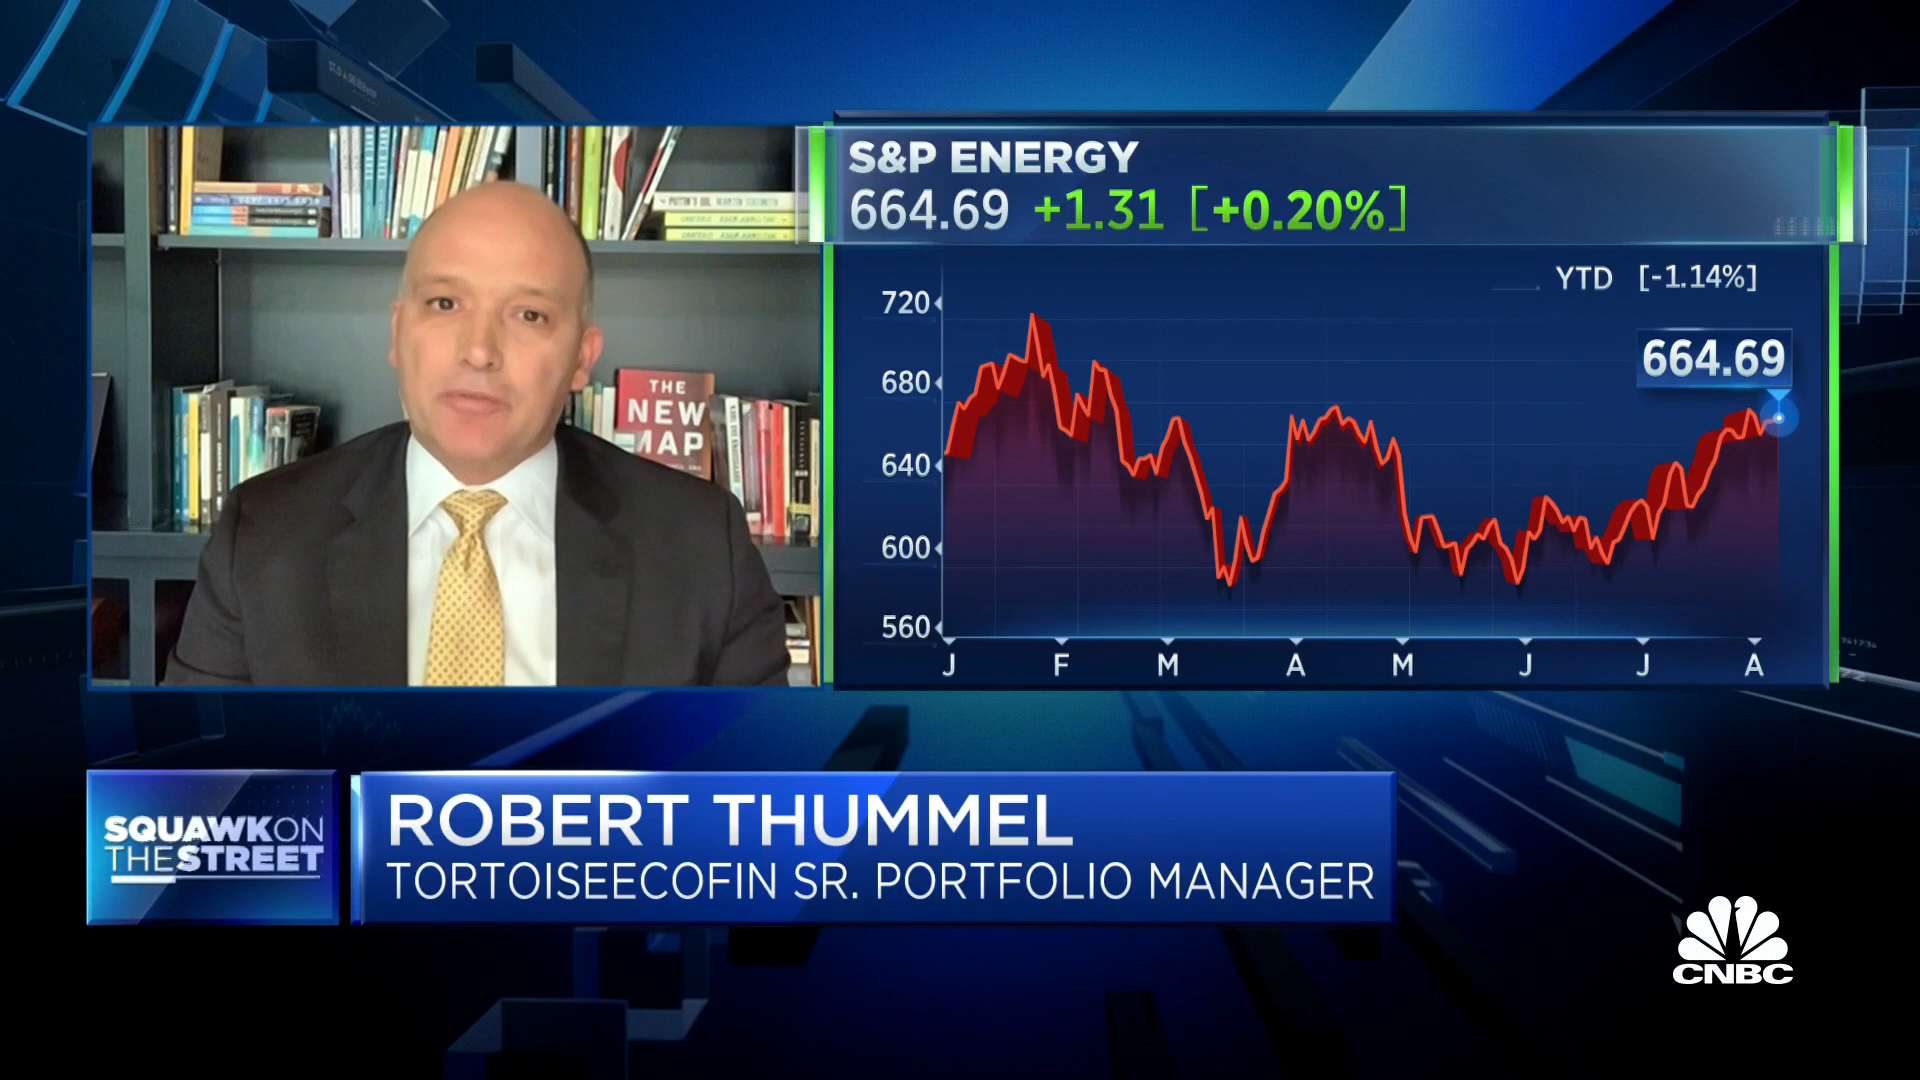 S&P ENERGY
664.69 +1.31 [+0.20%]
YTD [-1.14%]
664.69
720
680
640
600
560
J F M A M J J A
THE
NEW
MAP
SQUAWK ON
THE STREET
ROBERT THUMMEL
TORTOISEECOFIN SR. PORTFOLIO MANAGER
CNBC